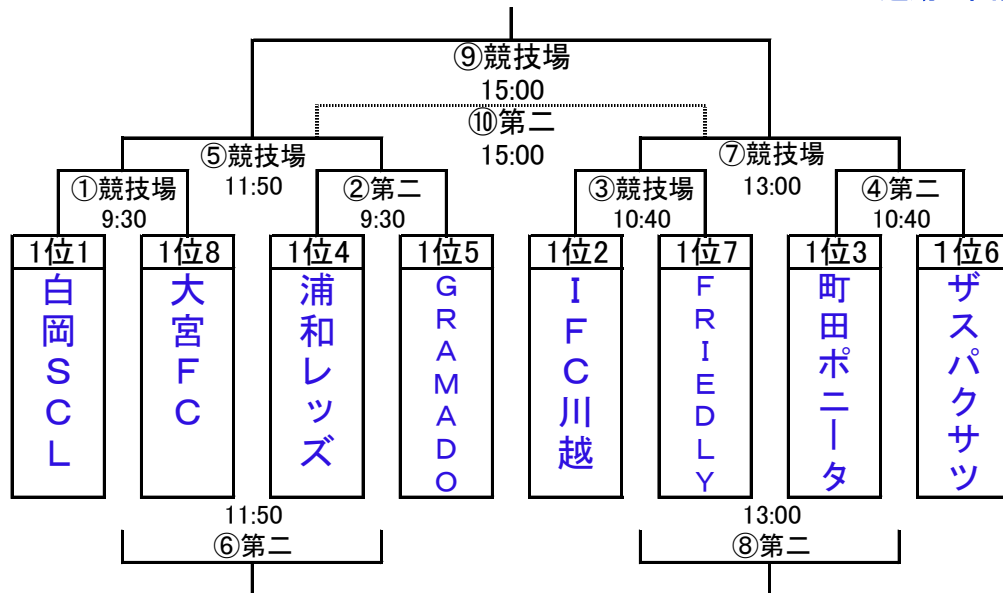 ⑨競技場
15:00
⑩第二
15:00
⑤競技場
11:50
⑦競技場
13:00
①競技場
9:30
②第二
9:30
③競技場
10:40
④第二
10:40
1位1
1位8
1位4
1位5
1位2
1位7
1位3
1位6
白岡SCL
大宮FC
浦和レッズ
GRAMADO
IFC川越
FRIEDLY
町田ポニータ
ザスパクサツ
11:50
⑥第二
13:00
⑧第二